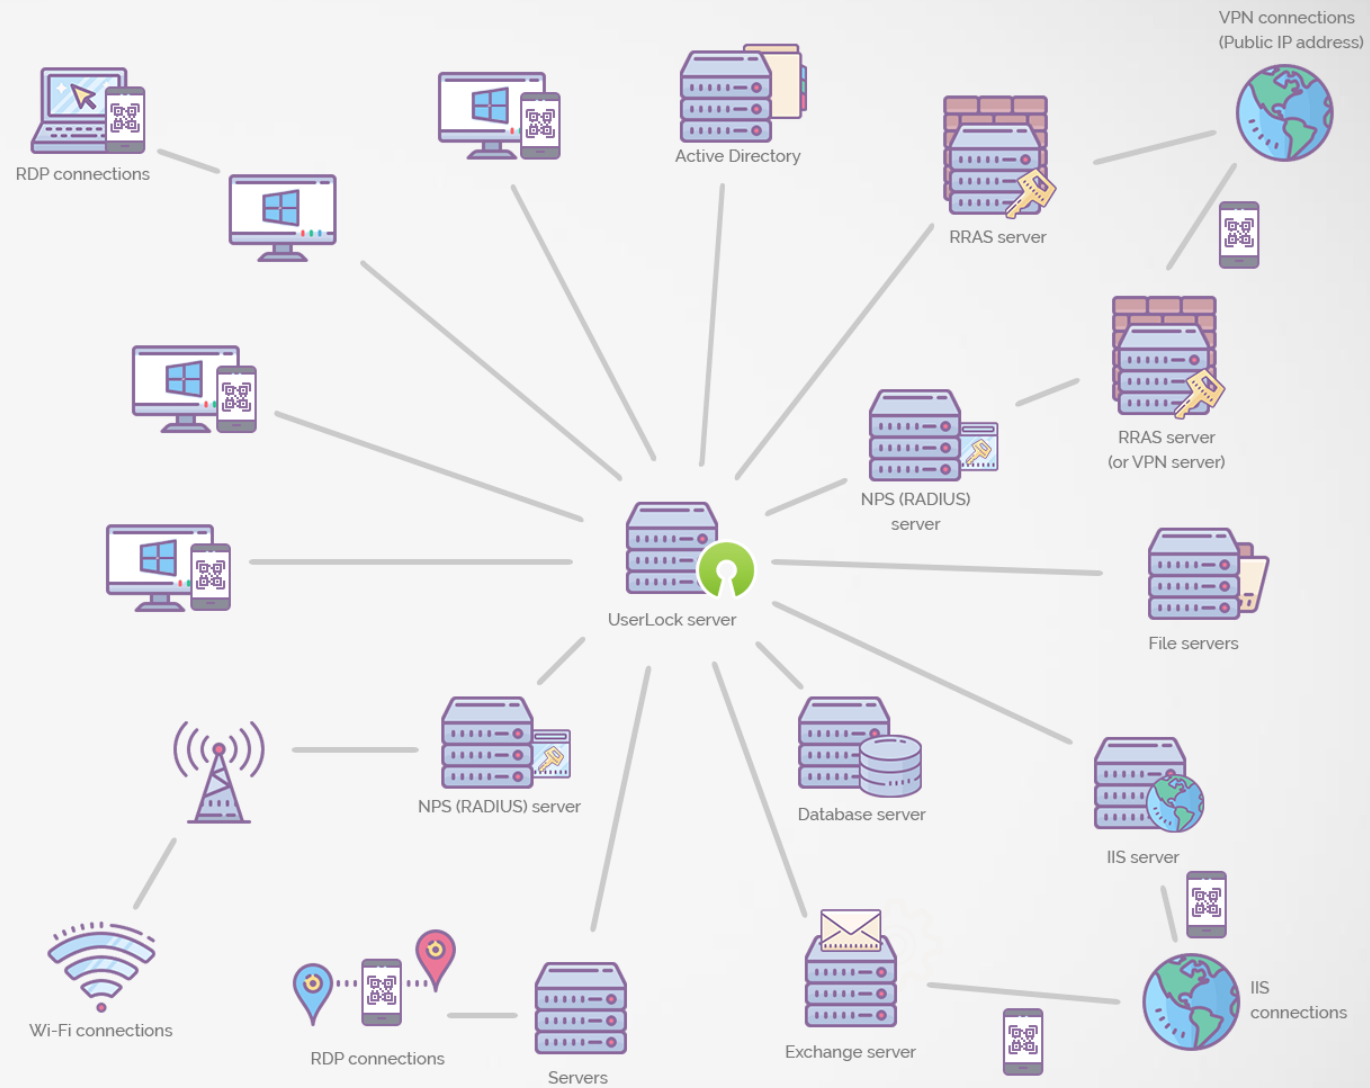 VPN connections
(Public IP address)
Active Directory
RDP connections
RRAS server
RRAS server
(or VPN server)
NPS (RADIUS)
server
UserLock server
File servers
NPS (RADIUS) server
Database server
IIS server
IIS
connections
Wi-Fi connections
RDP connections
Exchange server
Servers